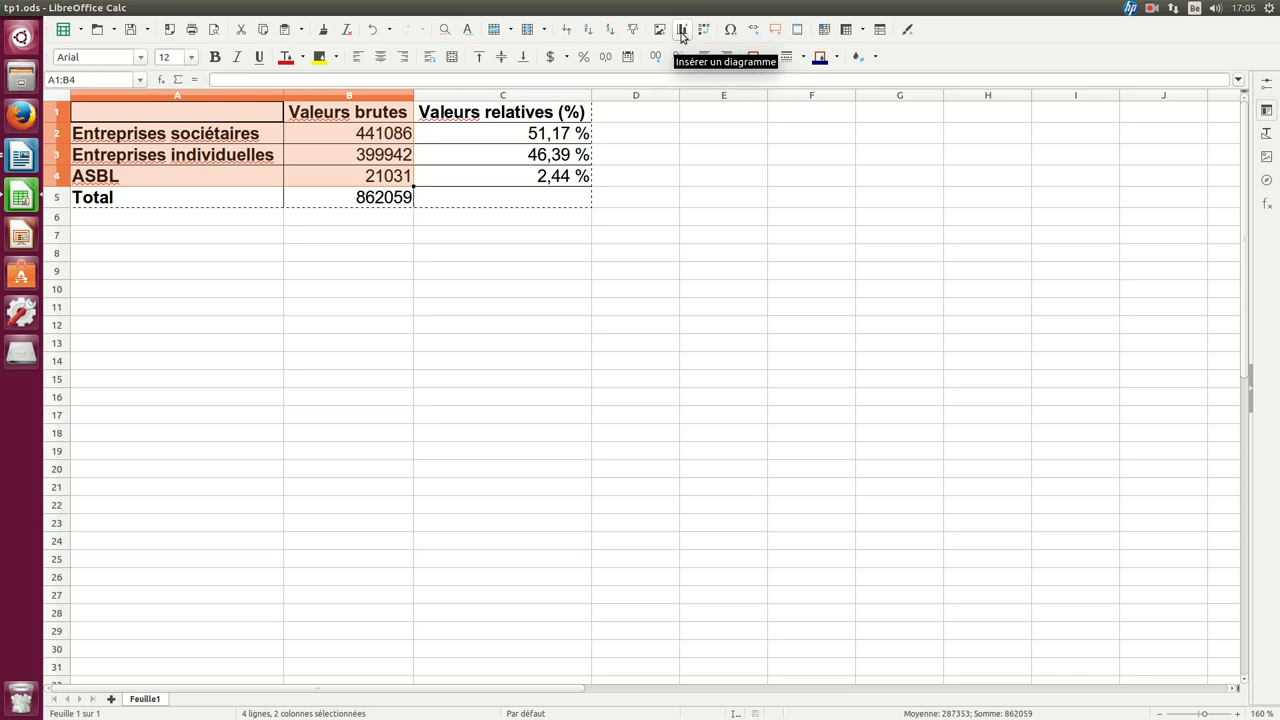 tp1.ods - LibreOffice Calc
Be
17:05
Arial
12
Insérer un diagramme
A1:B4
A B C D E F G H I J
1 Valeurs brutes Valeurs relatives (%)
2 Entreprises sociétaires 441086 51,17 %
3 Entreprises individuelles 399942 46,39 %
4 ASBL 21031 2,44 %
5 Total 862059
6
7
8
9
10
11
12
13
14
15
16
17
18
19
20
21
22
23
24
25
26
27
28
29
30
31
Feuille1
Feuille 1 sur 1 4 lignes, 2 colonnes sélectionnées Par défaut Moyenne: 287353; Somme: 862059 160 %